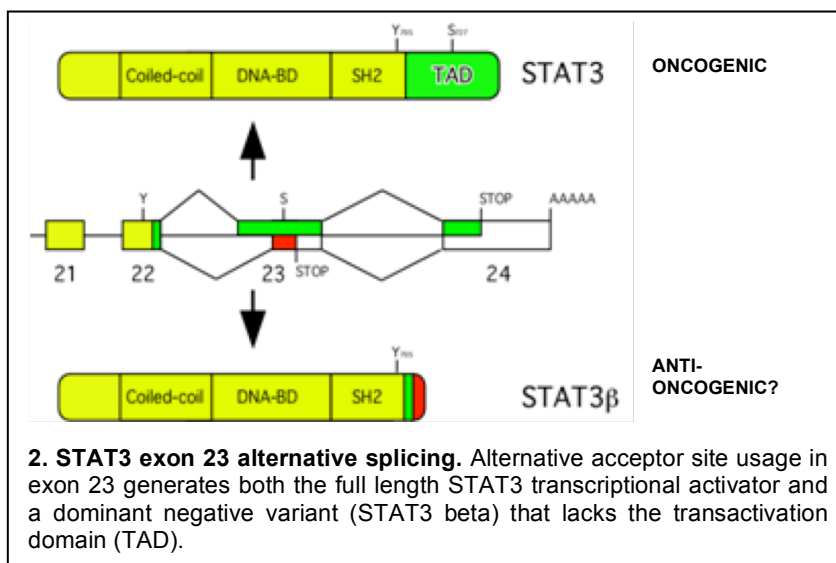 Y705 S727
Coiled-coil DNA-BD SH2 TAD STAT3 ONCOGENIC
Y S STOP AAAAA
21 22 23 STOP 24
Y705
Coiled-coil DNA-BD SH2 STAT3β ANTI-
ONCOGENIC?
2. STAT3 exon 23 alternative splicing. Alternative acceptor site usage in
exon 23 generates both the full length STAT3 transcriptional activator and
a dominant negative variant (STAT3 beta) that lacks the transactivation
domain (TAD).